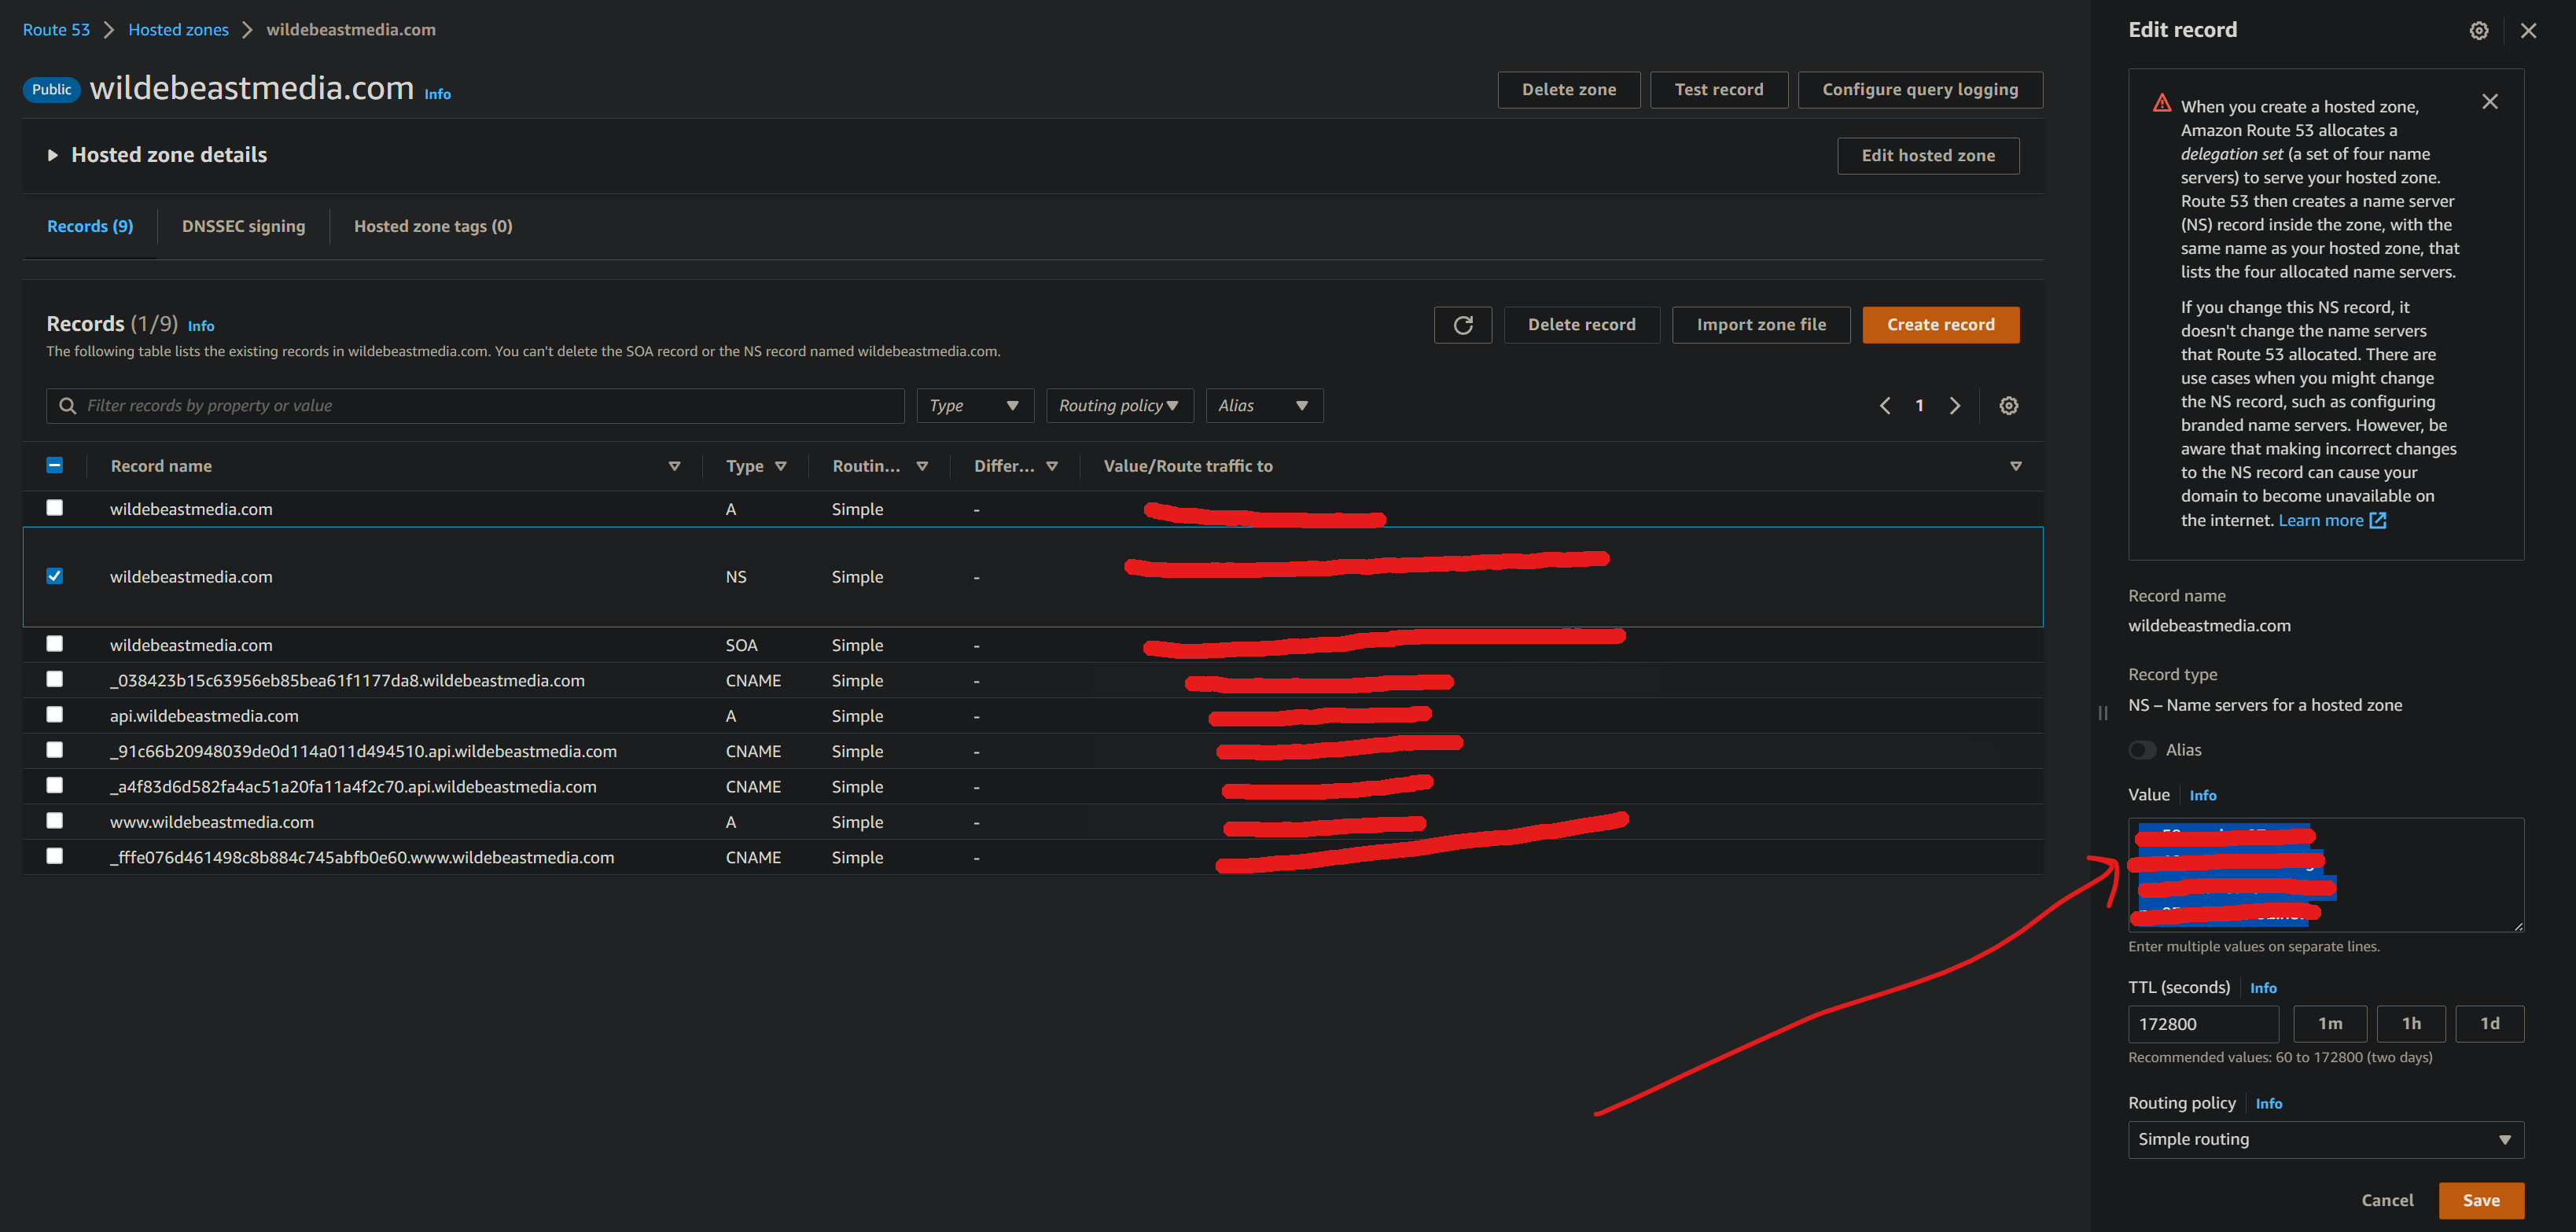 Route 53 > Hosted zones > wildebeastmedia.com
Public wildebeastmedia.com Info
Delete zone Test record Configure query logging
Hosted zone details
Edit hosted zone
Records (9) DNSSEC signing Hosted zone tags (0)
Records (1/9) Info
Delete record Import zone file Create record
The following table lists the existing records in wildebeastmedia.com. You can't delete the SOA record or the NS record named wildebeastmedia.com.
Filter records by property or value Type Routing policy Alias
1
Record name Type Routin... Differ... Value/Route traffic to
wildebeastmedia.com A Simple -
wildebeastmedia.com NS Simple -
wildebeastmedia.com SOA Simple -
_038423b15c63956eb85bea61f1177da8.wildebeastmedia.com CNAME Simple -
api.wildebeastmedia.com A Simple -
_91c66b20948039de0d114a011d494510.api.wildebeastmedia.com CNAME Simple -
_a4f83d6d582fa4ac51a20fa11a4f2c70.api.wildebeastmedia.com CNAME Simple -
www.wildebeastmedia.com A Simple -
_fffe076d461498c8b884c745abfb0e60.www.wildebeastmedia.com CNAME Simple -
Edit record
When you create a hosted zone,
Amazon Route 53 allocates a
delegation set (a set of four name
servers) to serve your hosted zone.
Route 53 then creates a name server
(NS) record inside the zone, with the
same name as your hosted zone, that
lists the four allocated name servers.
If you change this NS record, it
doesn't change the name servers
that Route 53 allocated. There are
use cases when you might change
the NS record, such as configuring
branded name servers. However, be
aware that making incorrect changes
to the NS record can cause your
domain to become unavailable on
the internet. Learn more
Record name
wildebeastmedia.com
Record type
NS – Name servers for a hosted zone
Alias
Value Info
Enter multiple values on separate lines.
TTL (seconds) Info
172800 1m 1h 1d
Recommended values: 60 to 172800 (two days)
Routing policy Info
Simple routing
Cancel Save